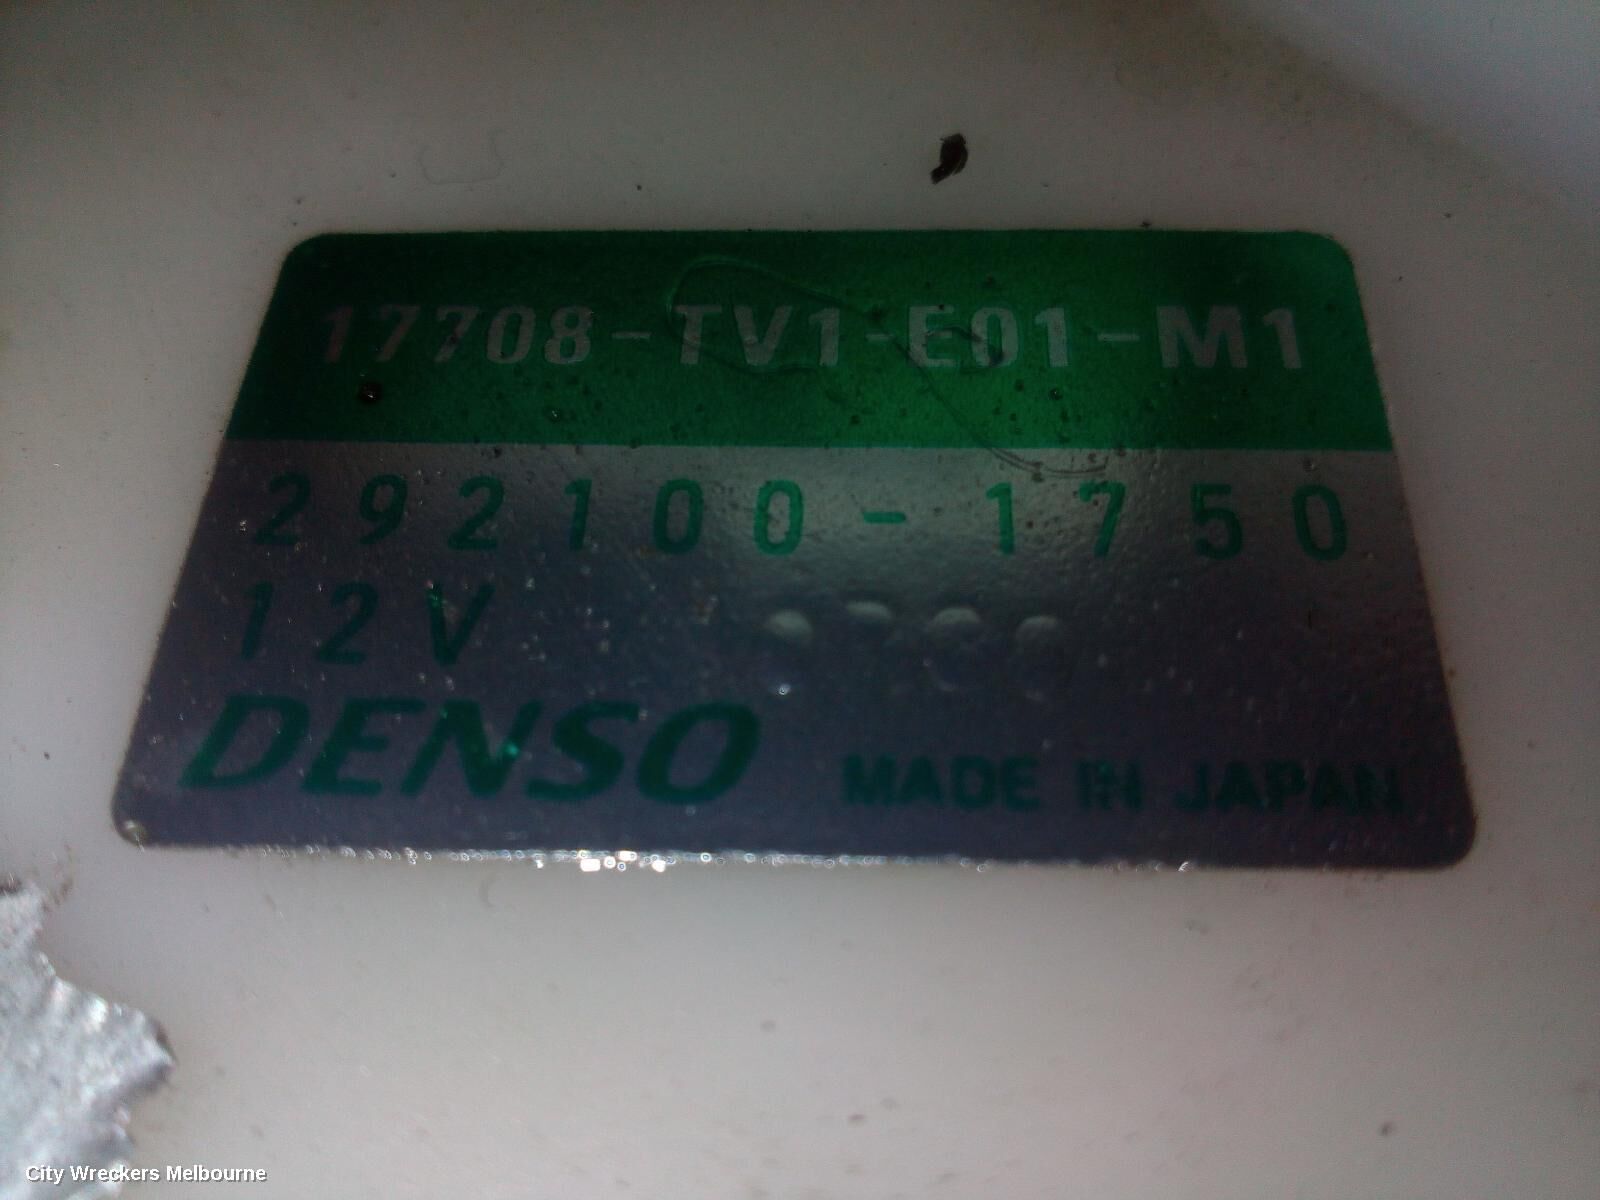 17708-TV1-E01-M1
292100-1750
12V
DENSO MADE IN JAPAN
City Wreckers Melbourne